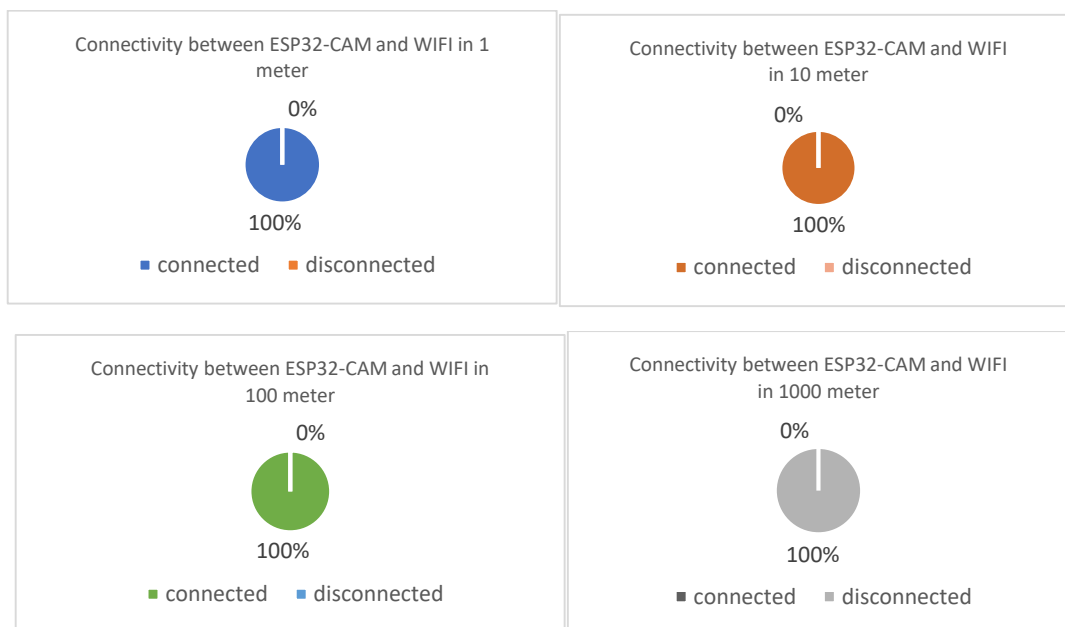 Connectivity between ESP32-CAM and WIFI in 1
meter
0%
100%
connected disconnected
Connectivity between ESP32-CAM and WIFI
in 10 meter
0%
100%
connected disconnected
Connectivity between ESP32-CAM and WIFI in
100 meter
0%
100%
connected disconnected
Connectivity between ESP32-CAM and WIFI
in 1000 meter
0%
100%
connected disconnected